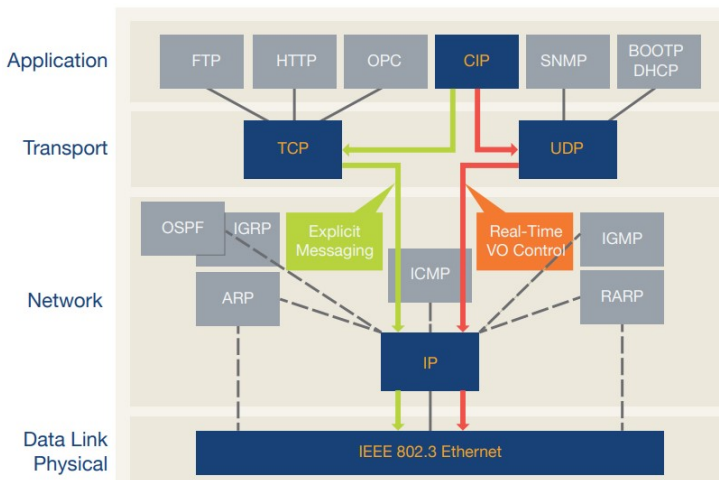 Application
FTP
HTTP
OPC
CIP
SNMP
BOOTP
DHCP
Transport
TCP
UDP
Network
OSPF
IGRP
Explicit
Messaging
Real-Time
VO Control
IGMP
ARP
ICMP
RARP
IP
Data Link
Physical
IEEE 802.3 Ethernet